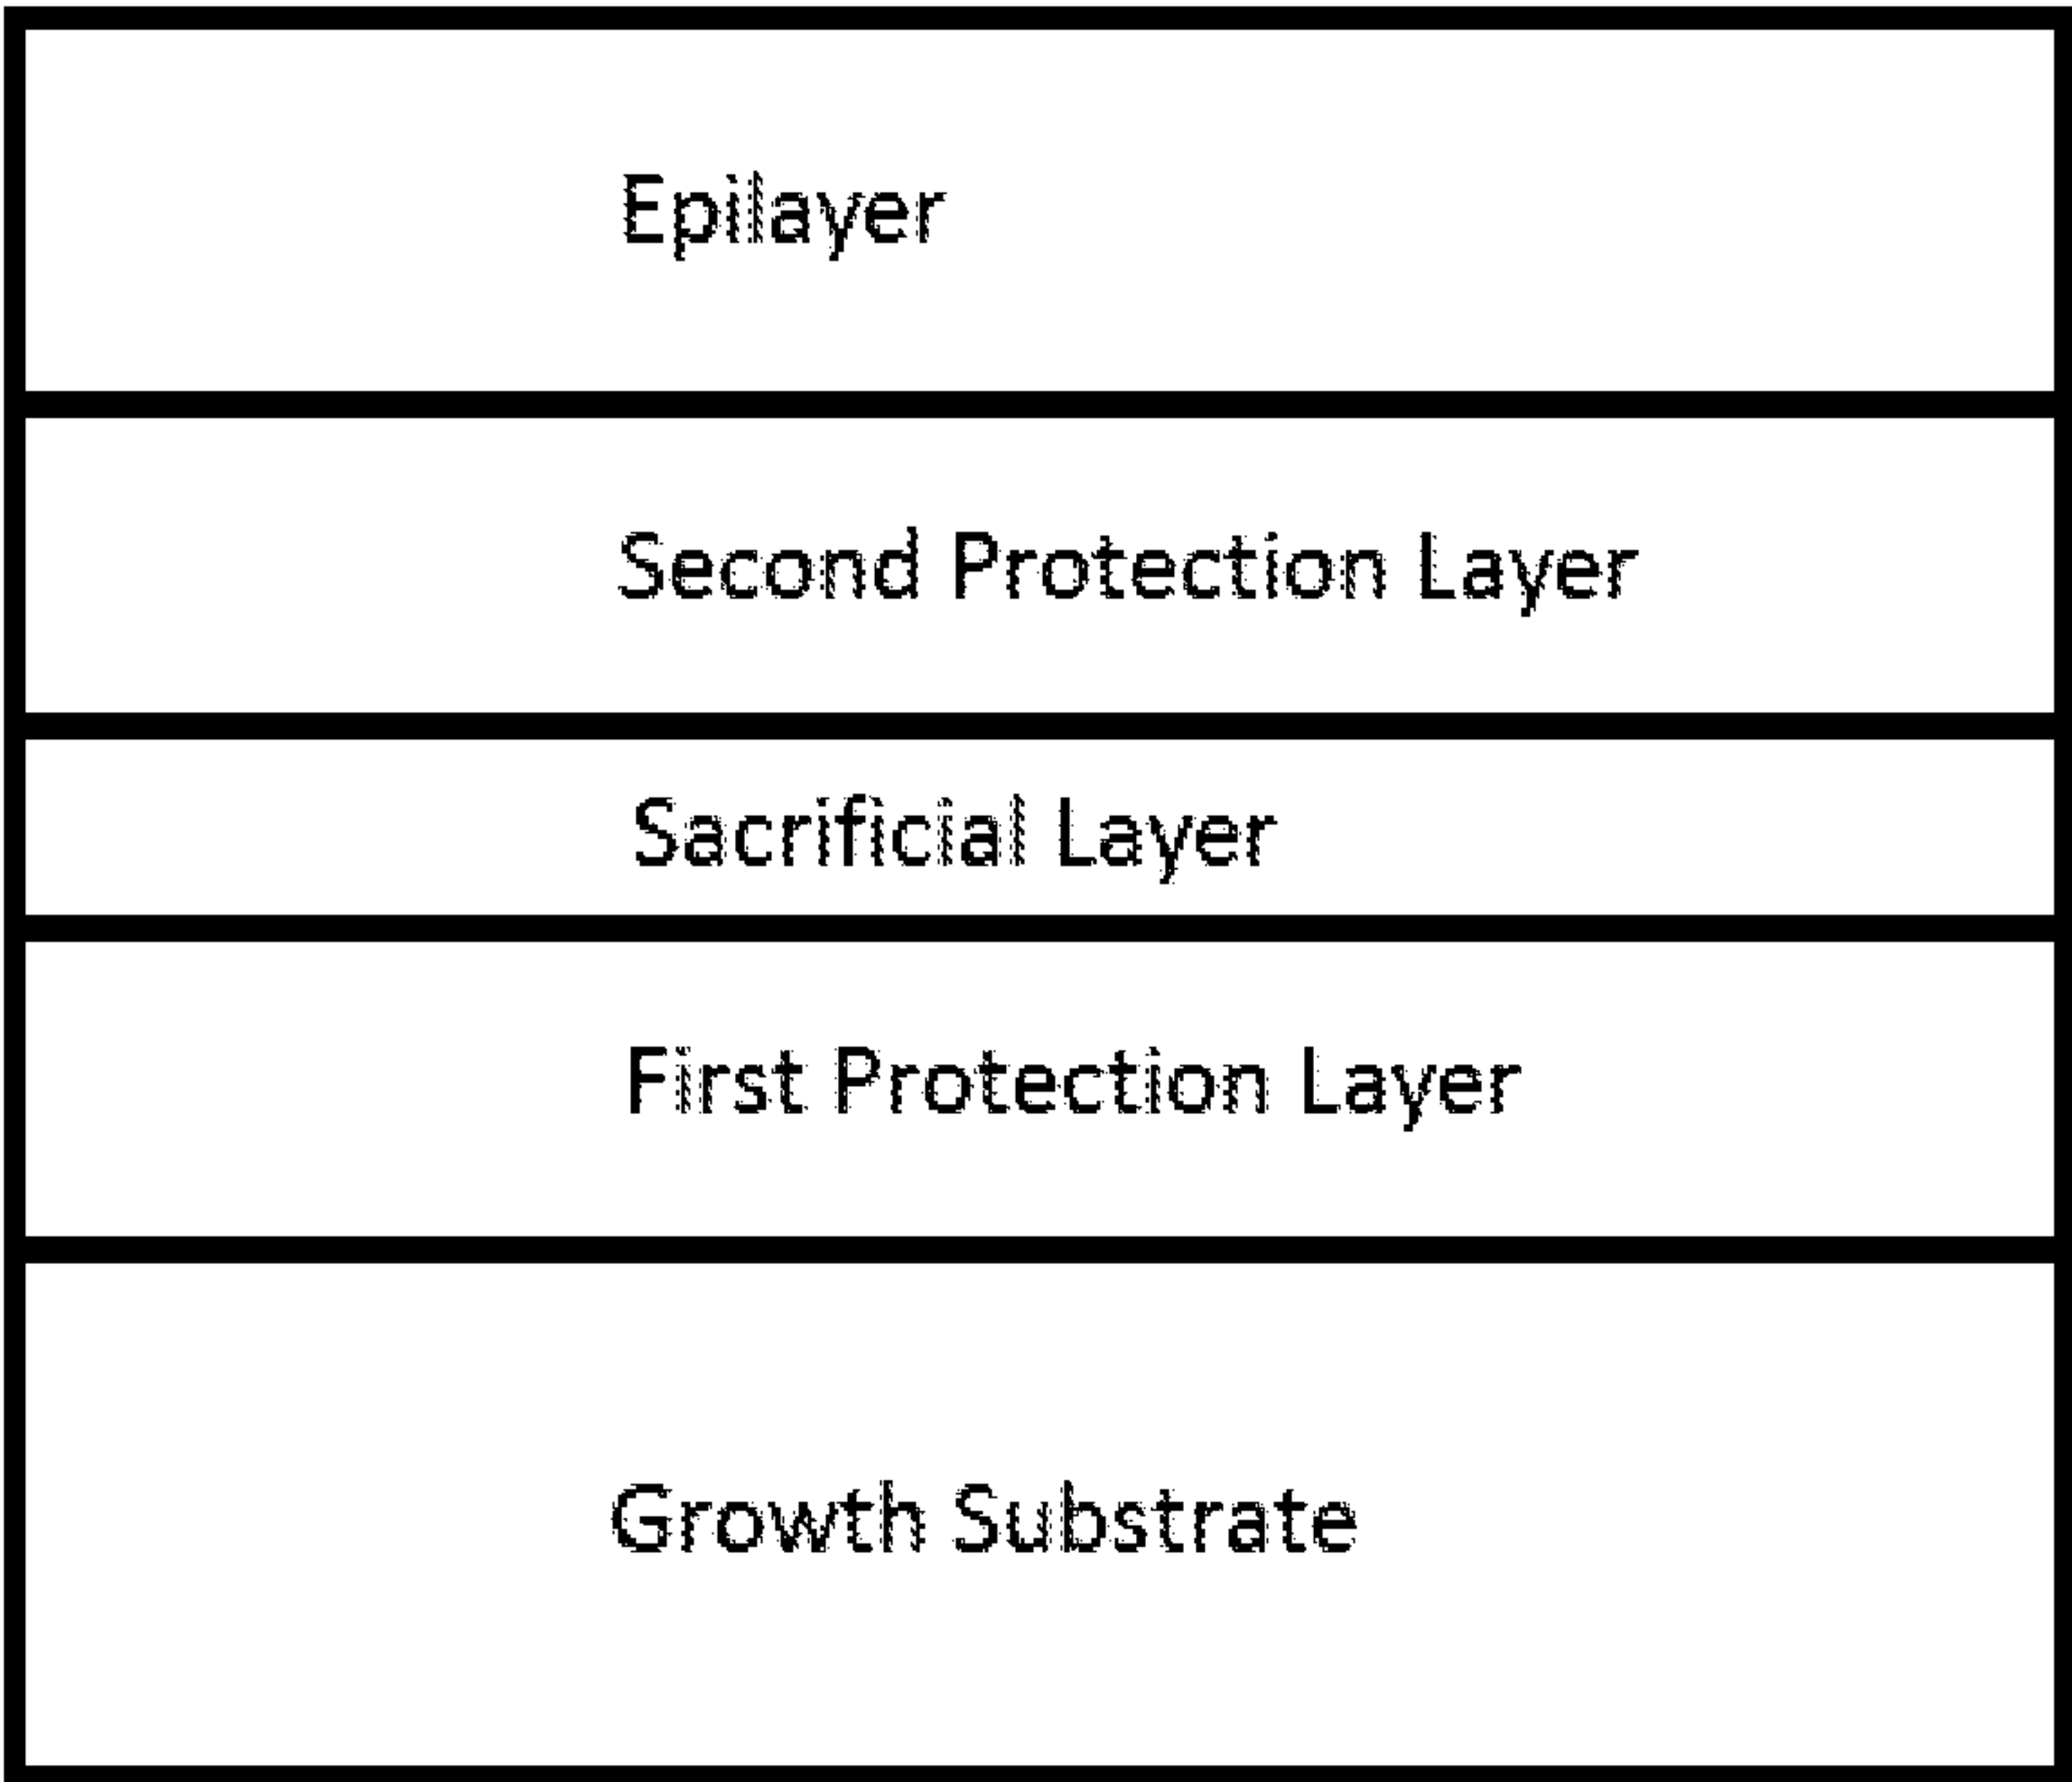 Epilayer
Second Protection Layer
Sacrificial Layer
First Protection Layer
Growth Substrate